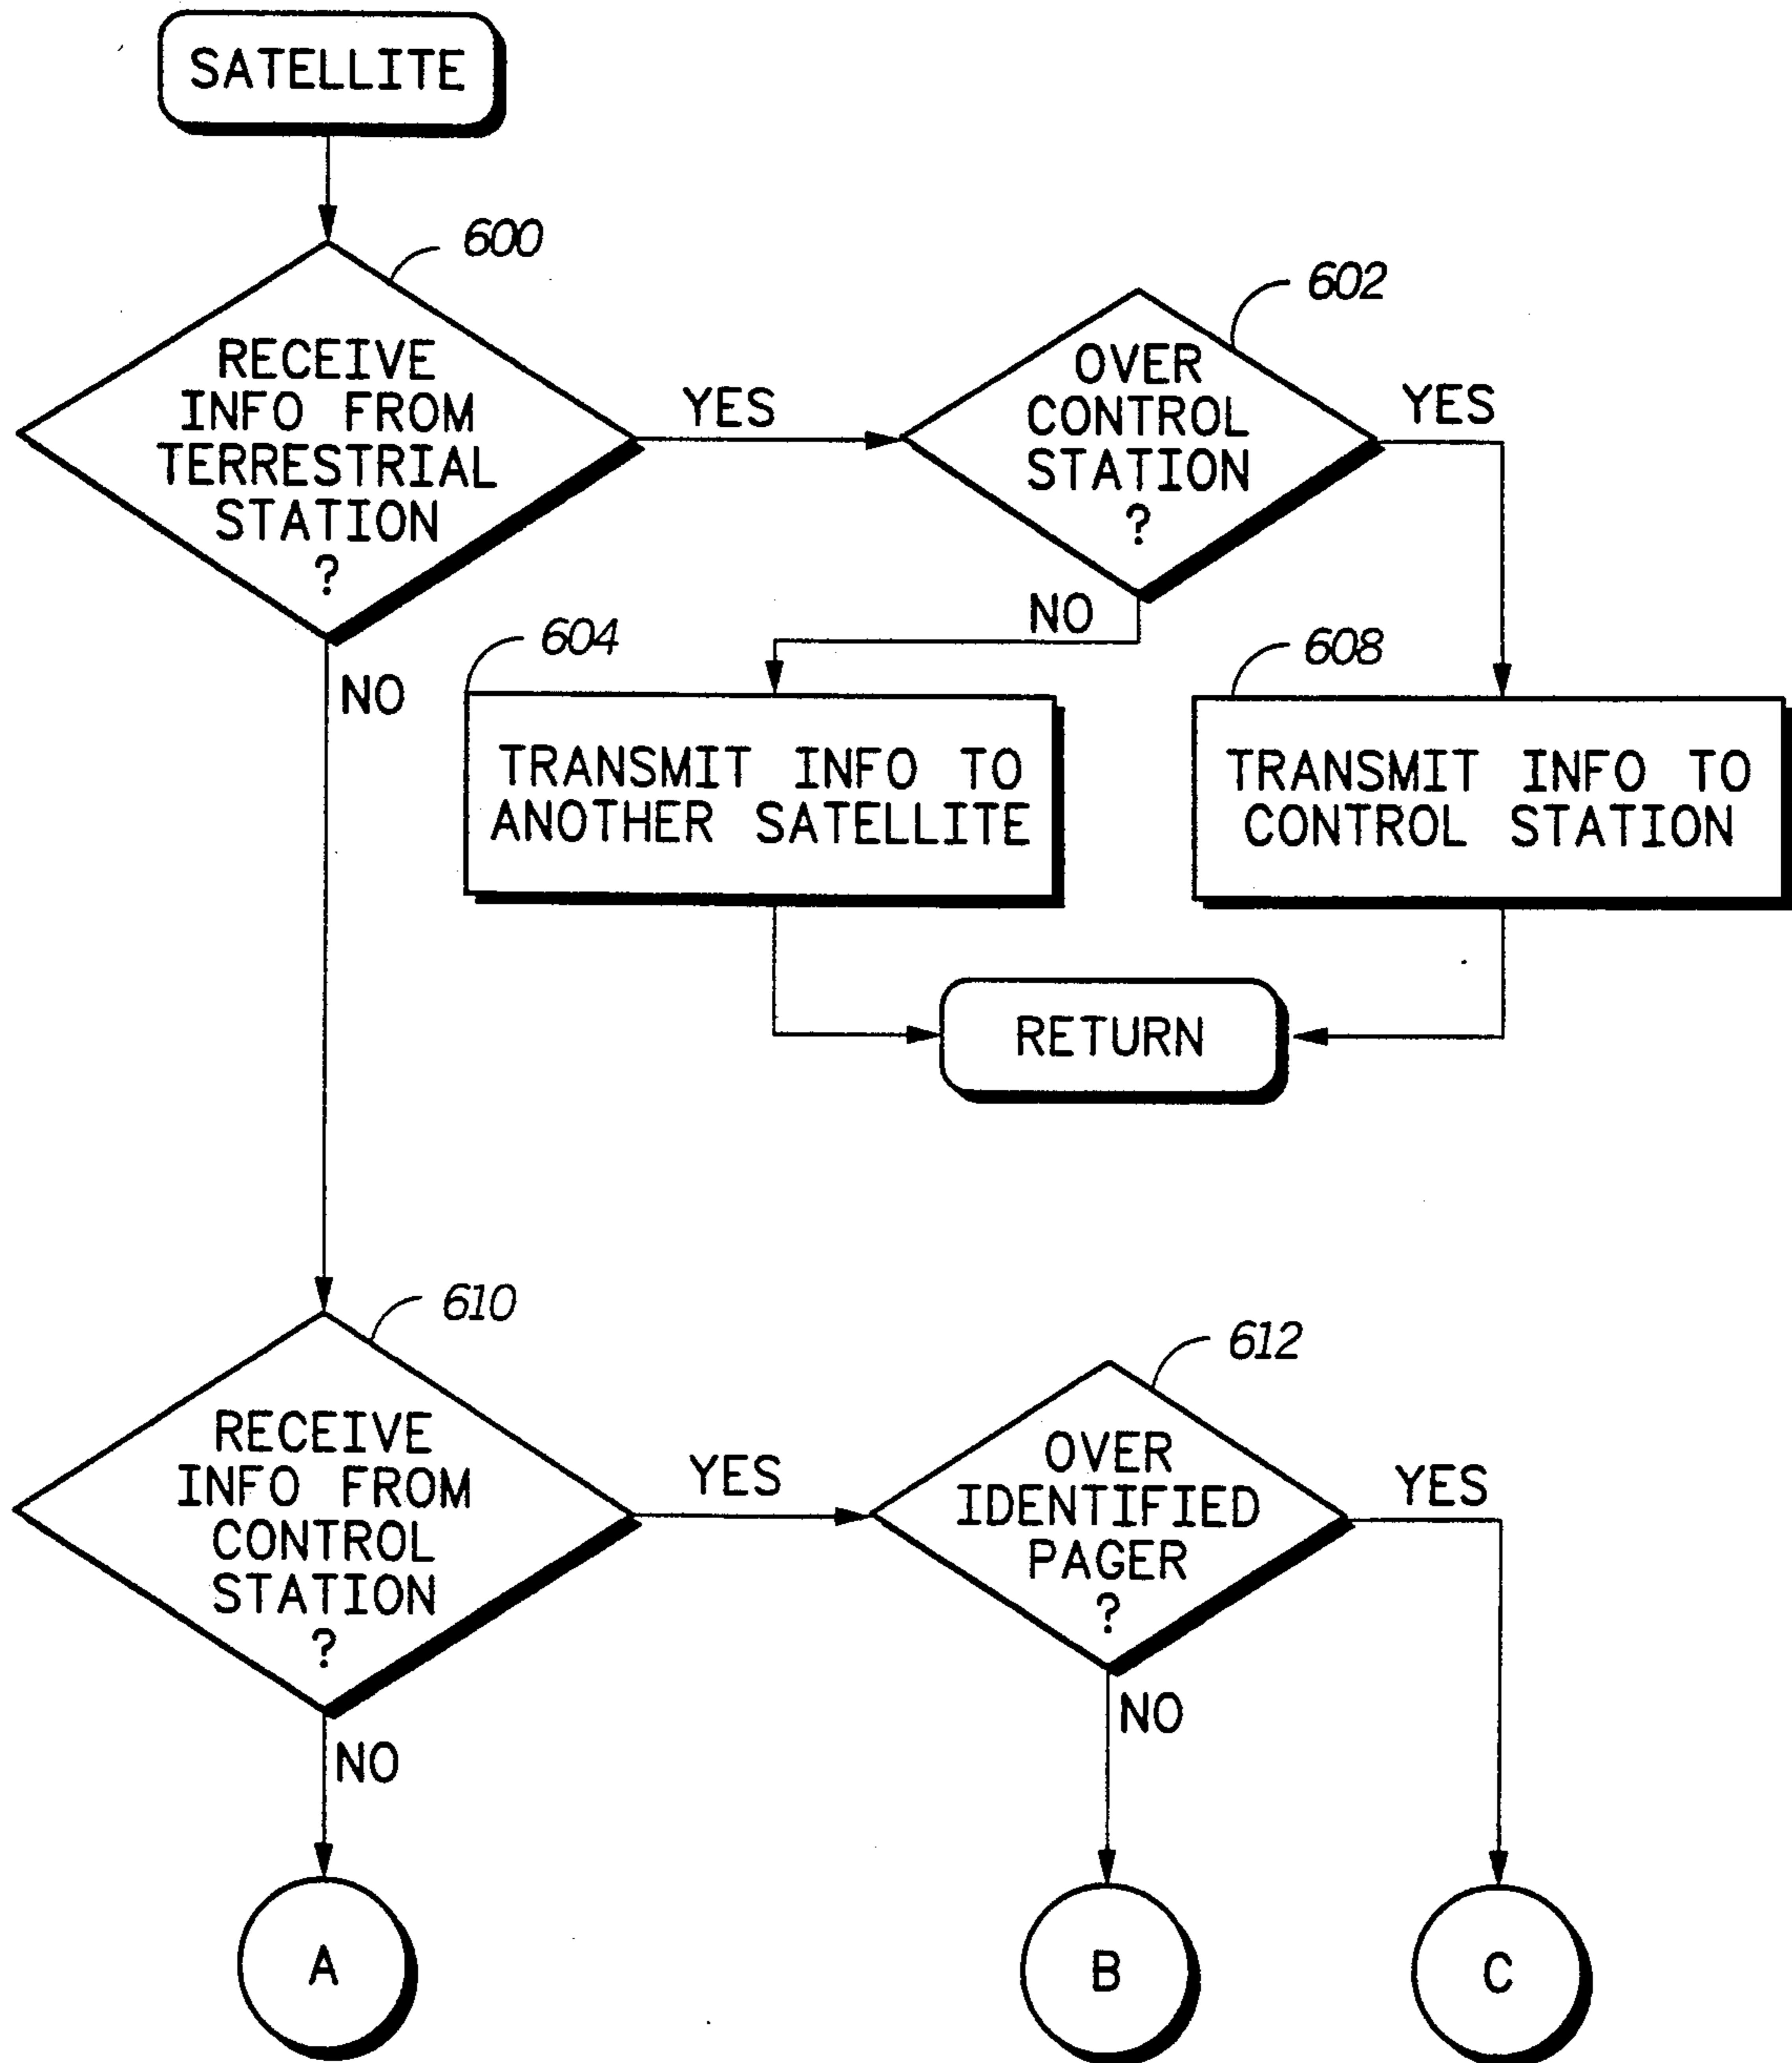 SATELLITE
600
RECEIVE
INFO FROM
TERRESTRIAL
STATION
?
YES
NO
602
OVER
CONTROL
STATION
?
YES
NO
604
TRANSMIT INFO TO
ANOTHER SATELLITE
608
TRANSMIT INFO TO
CONTROL STATION
RETURN
610
RECEIVE
INFO FROM
CONTROL
STATION
?
YES
NO
612
OVER
IDENTIFIED
PAGER
?
YES
NO
A
B
C